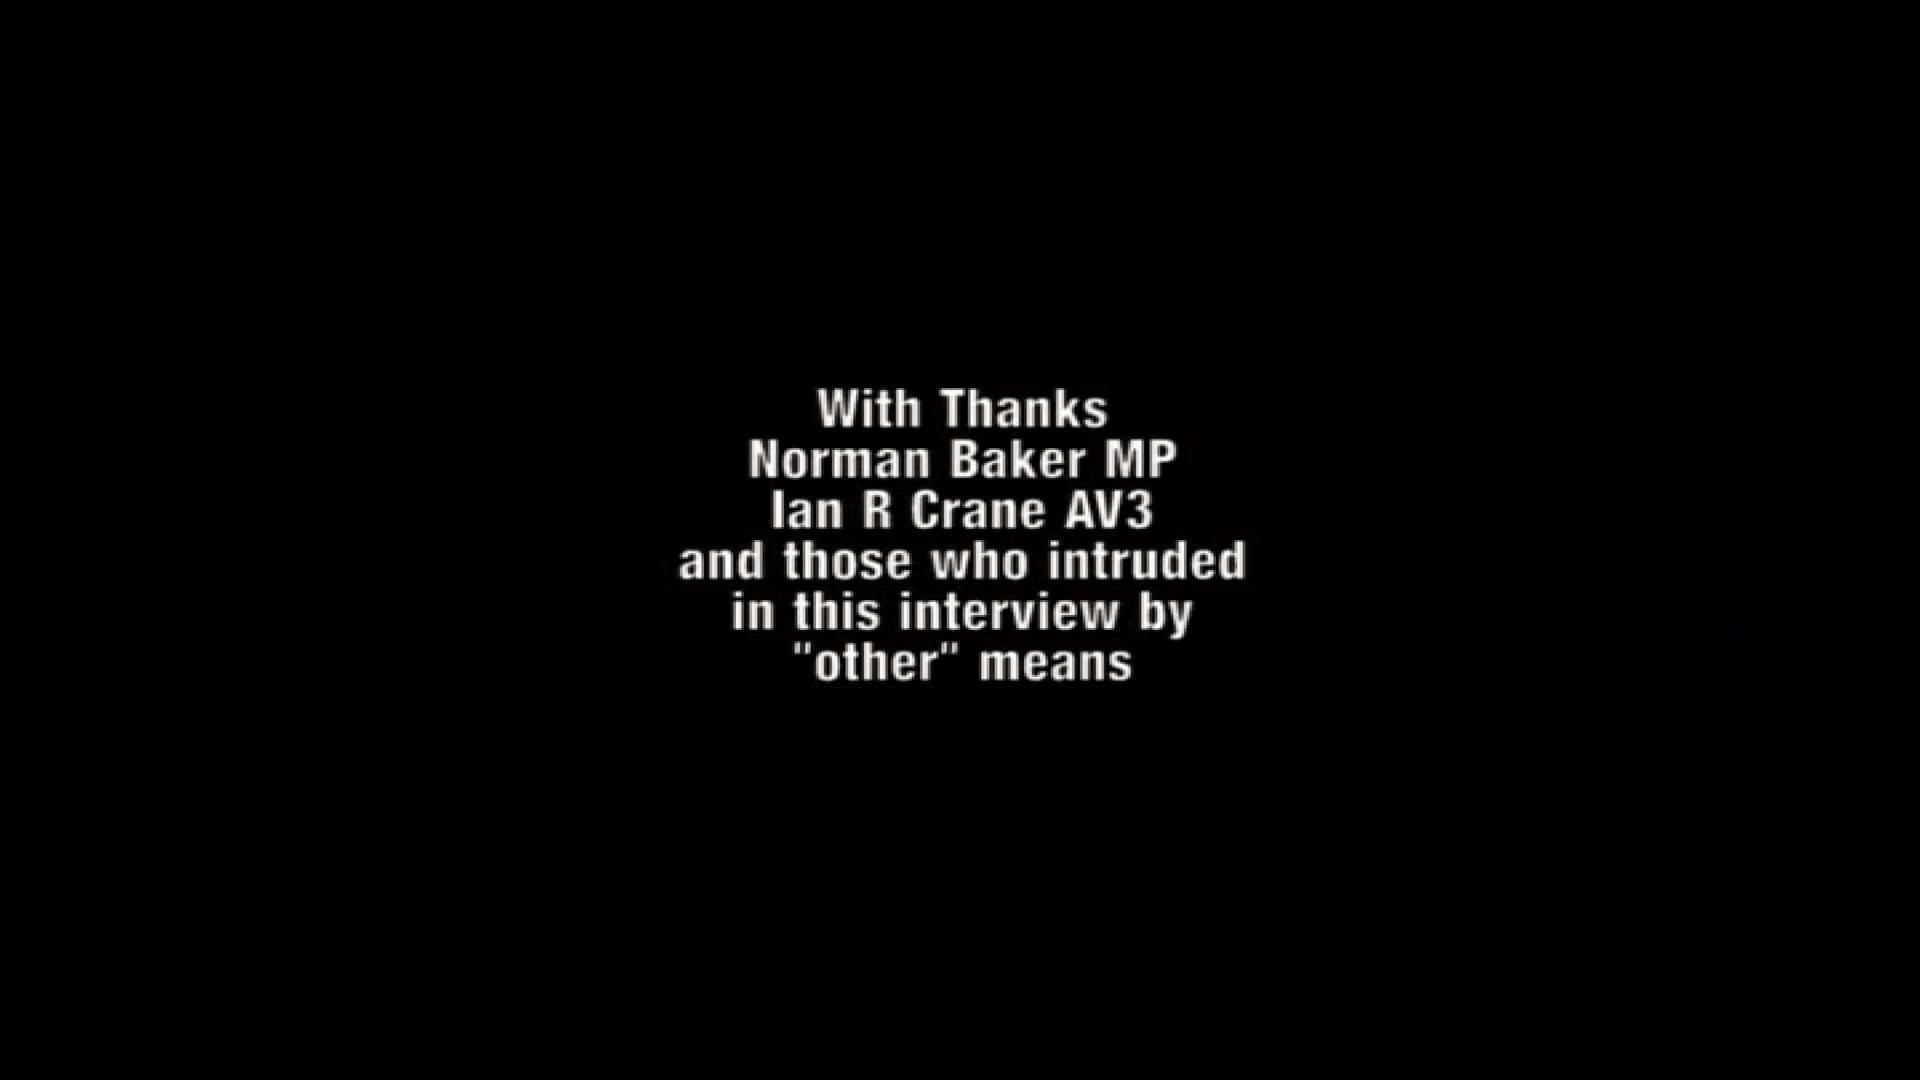 With Thanks
Norman Baker MP
Ian R Crane AV3
and those who intruded
in this interview by
"other" means